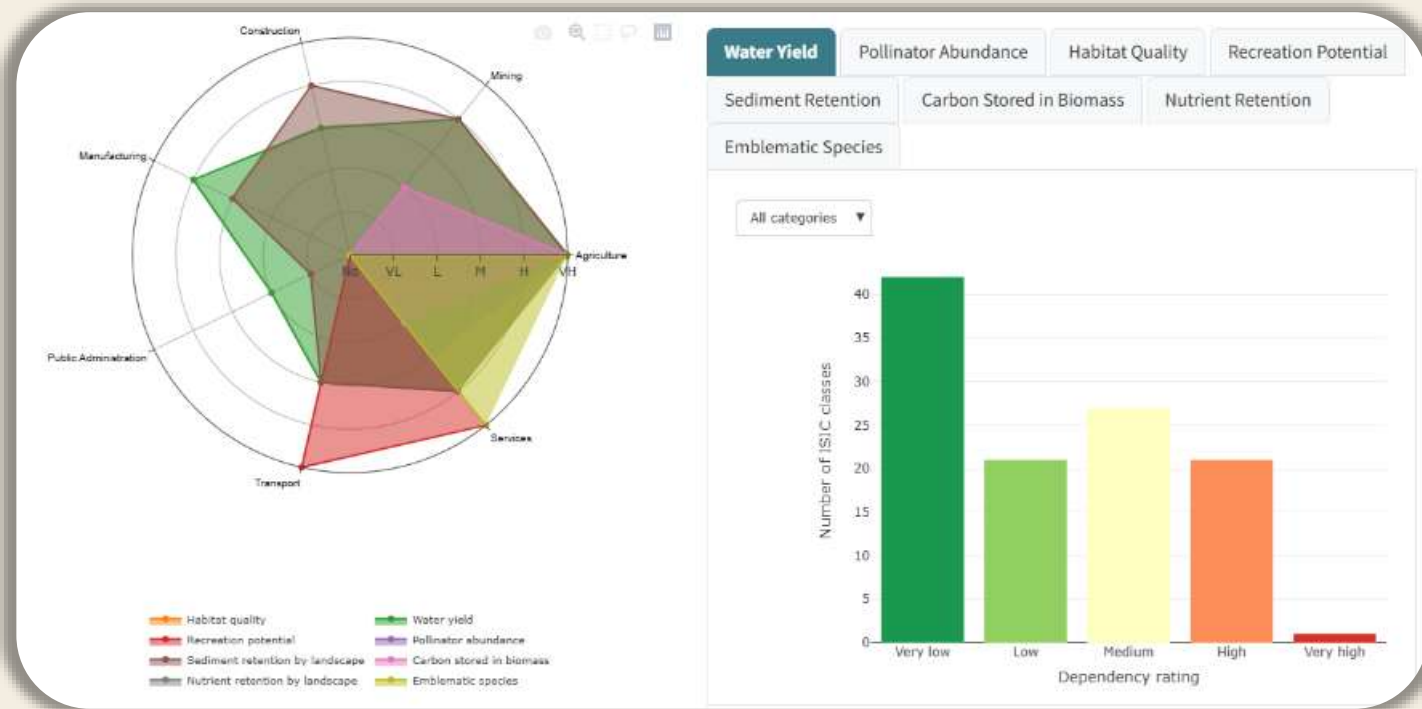 Construction
Mining
Manufacturing
Agriculture
No VL L M H VH
Public Administration
Services
Transport
Habitat quality
Water yield
Recreation potential
Pollinator abundance
Sediment retention by landscape
Carbon stored in biomass
Nutrient retention by landscape
Emblematic species
Water Yield
Pollinator Abundance
Habitat Quality
Recreation Potential
Sediment Retention
Carbon Stored in Biomass
Nutrient Retention
Emblematic Species
All categories
Number of ISIC classes
40
35
30
25
20
15
10
5
0
Very low
Low
Medium
High
Very high
Dependency rating